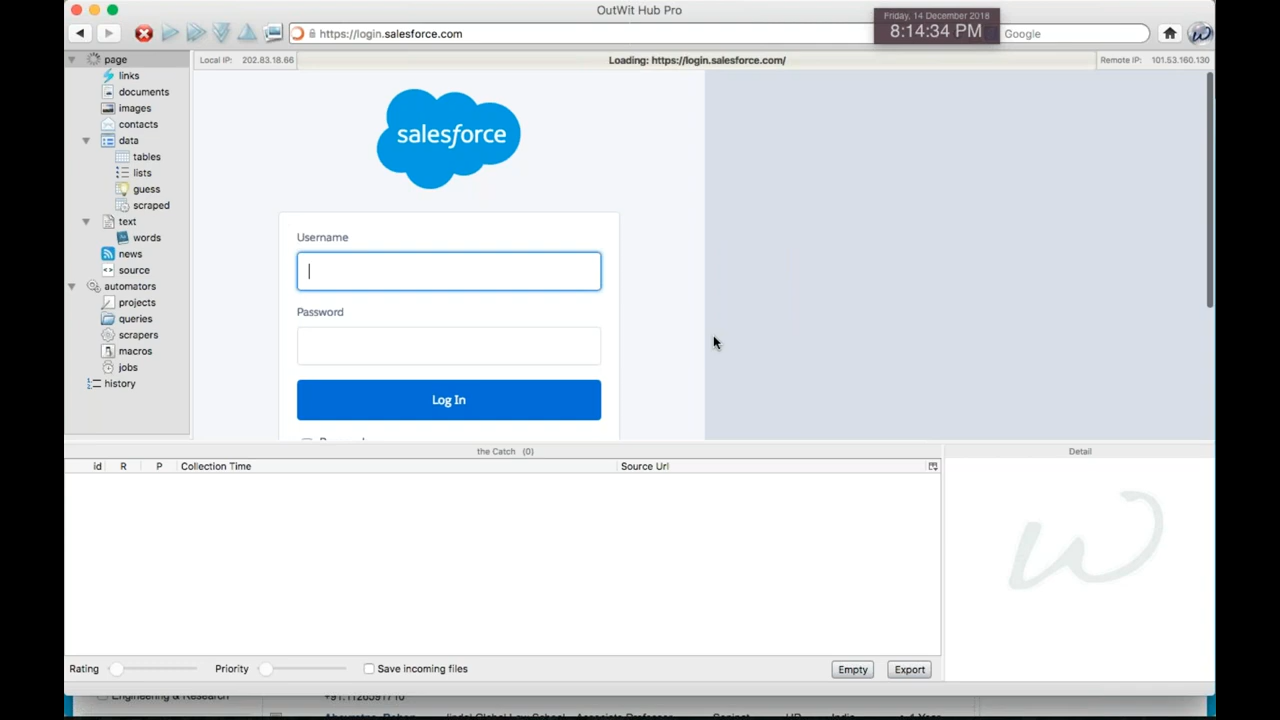 OutWit Hub Pro
Friday, 14 December 2018
8:14:34 PM
https://login.salesforce.com
Google
page
Local IP: 202.83.18.66
Loading: https://login.salesforce.com/
Remote IP: 101.53.160.130
links
documents
images
contacts
data
tables
lists
guess
scraped
text
words
news
source
automators
projects
queries
scrapers
macros
jobs
history
salesforce
Username
Password
Log In
the Catch (0)
Detail
id R P Collection Time Source Url
w
Rating
Priority
Save incoming files
Empty
Export
Engineering & Research